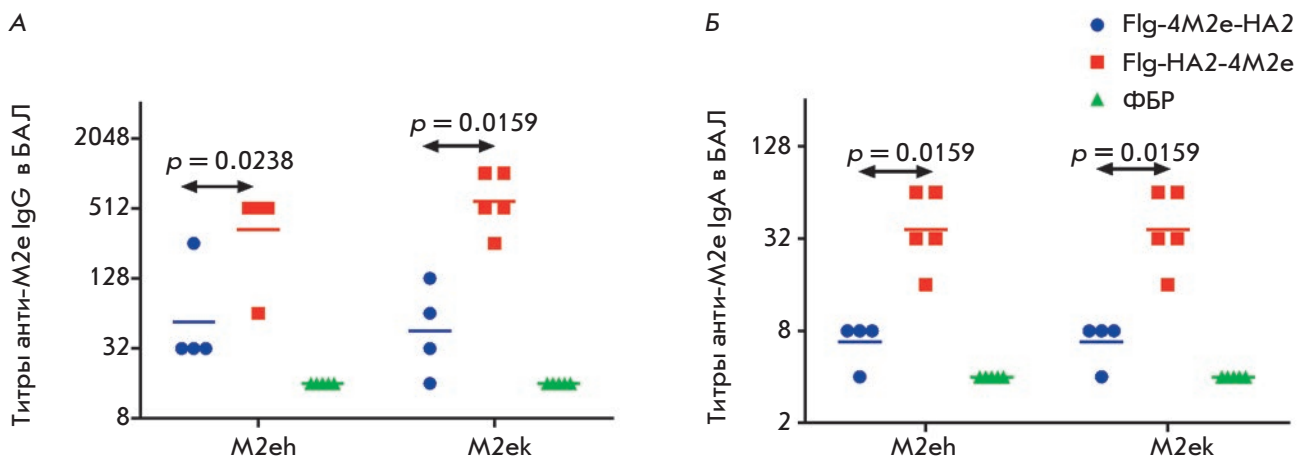 А
Титры анти-M2e IgG в БАЛ
2048
512
128
32
8
p = 0.0238
p = 0.0159
M2eh
M2ek
Б
Flg-4M2e-HA2
Flg-HA2-4M2e
ФБР
Титры анти-M2e IgA в БАЛ
128
32
8
2
p = 0.0159
p = 0.0159
M2eh
M2ek